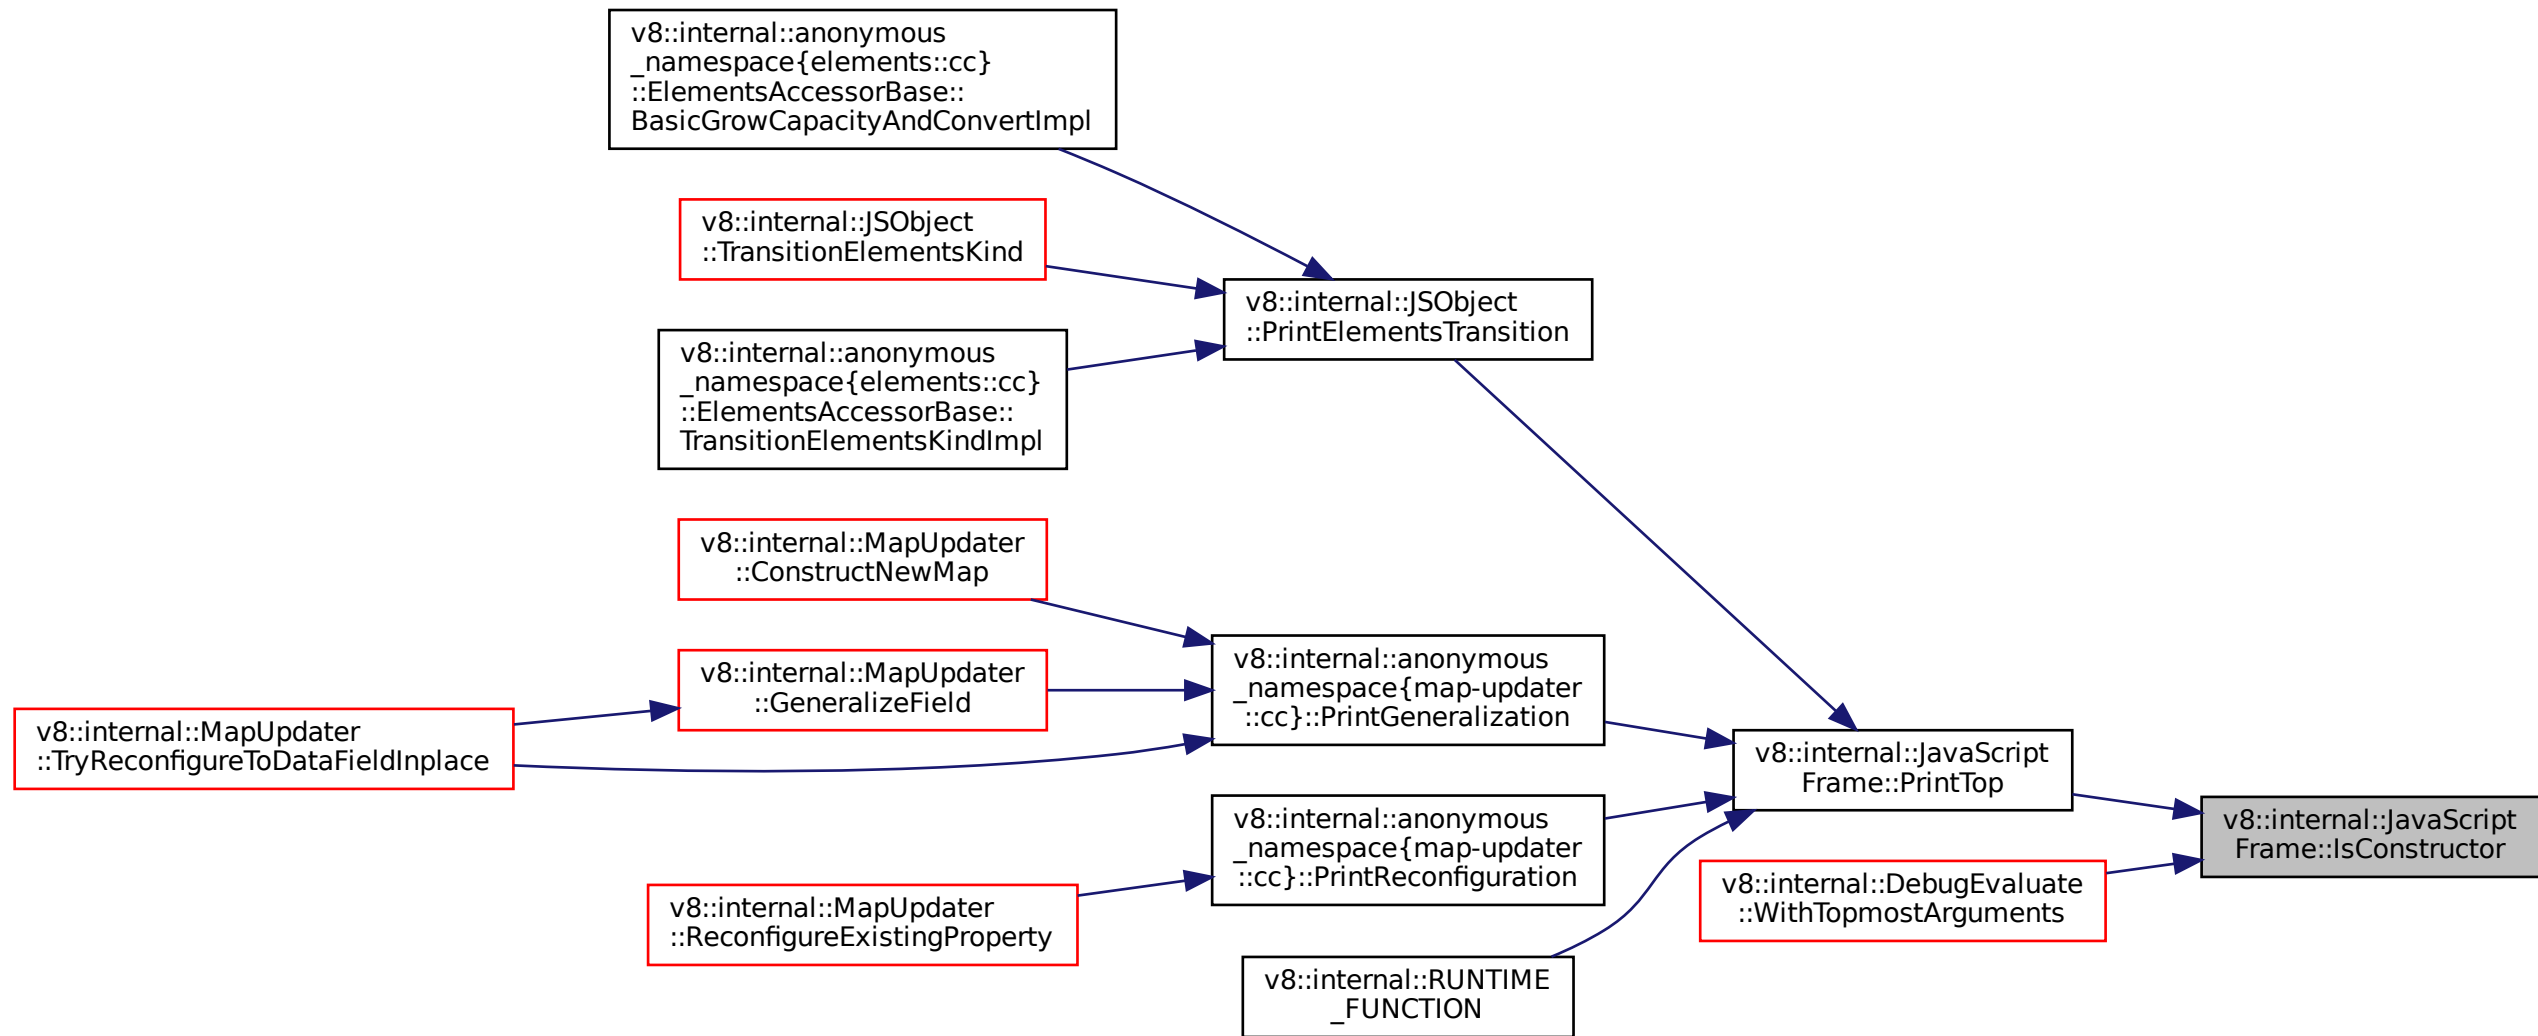 v8::internal::anonymous
_namespace{elements::cc}
::ElementsAccessorBase::
BasicGrowCapacityAndConvertImpl
v8::internal::JSObject
::TransitionElementsKind
v8::internal::JSObject
::PrintElementsTransition
v8::internal::anonymous
_namespace{elements::cc}
::ElementsAccessorBase::
TransitionElementsKindImpl
v8::internal::MapUpdater
::ConstructNewMap
v8::internal::anonymous
_namespace{map-updater
::cc}::PrintGeneralization
v8::internal::MapUpdater
::GeneralizeField
v8::internal::MapUpdater
::TryReconfigureToDataFieldInplace
v8::internal::JavaScript
Frame::PrintTop
v8::internal::JavaScript
Frame::IsConstructor
v8::internal::anonymous
_namespace{map-updater
::cc}::PrintReconfiguration
v8::internal::DebugEvaluate
::WithTopmostArguments
v8::internal::MapUpdater
::ReconfigureExistingProperty
v8::internal::RUNTIME
_FUNCTION